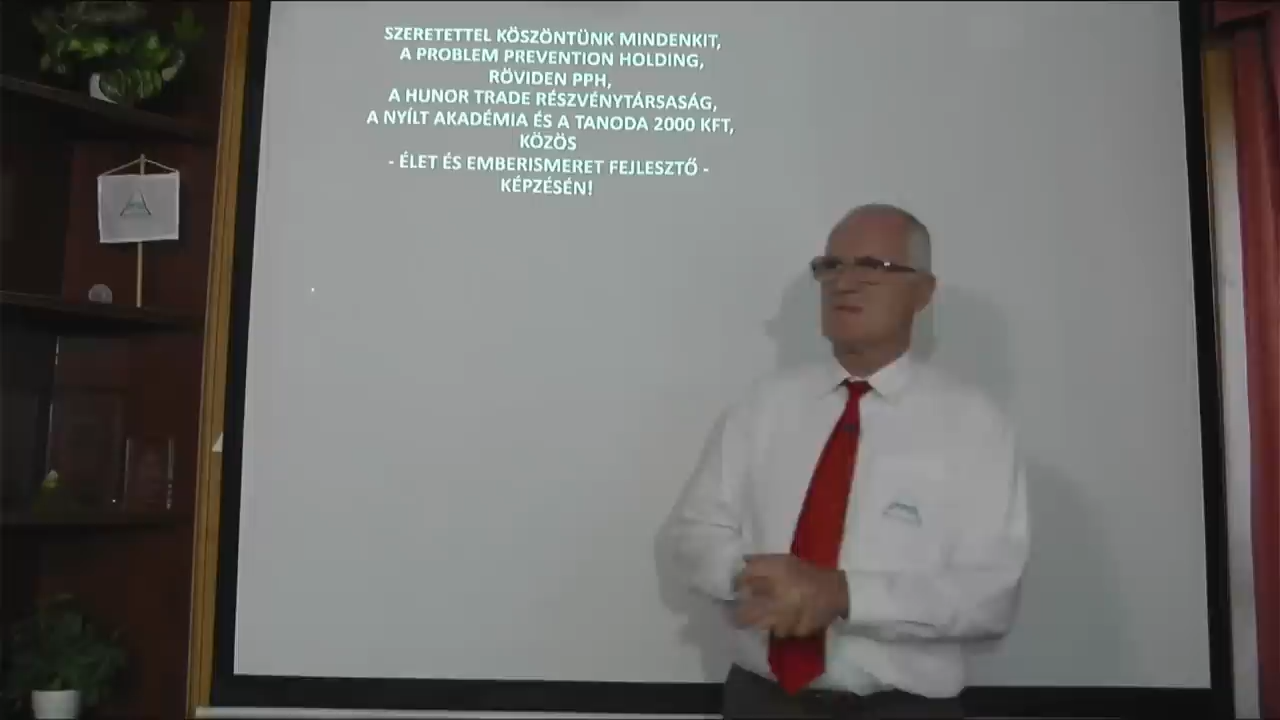 SZERETETTEL KÖSZÖNTÜNK MINDENKIT,
A PROBLEM PREVENTION HOLDING,
RÖVIDEN PPH,
A HUNOR TRADE RÉSZVÉNYTÁRSASÁG,
A NYÍLT AKADÉMIA ÉS A TANODA 2000 KFT,
KÖZÖS
- ÉLET ÉS EMBERISMERET FEJLESZTŐ -
KÉPZÉSÉN!